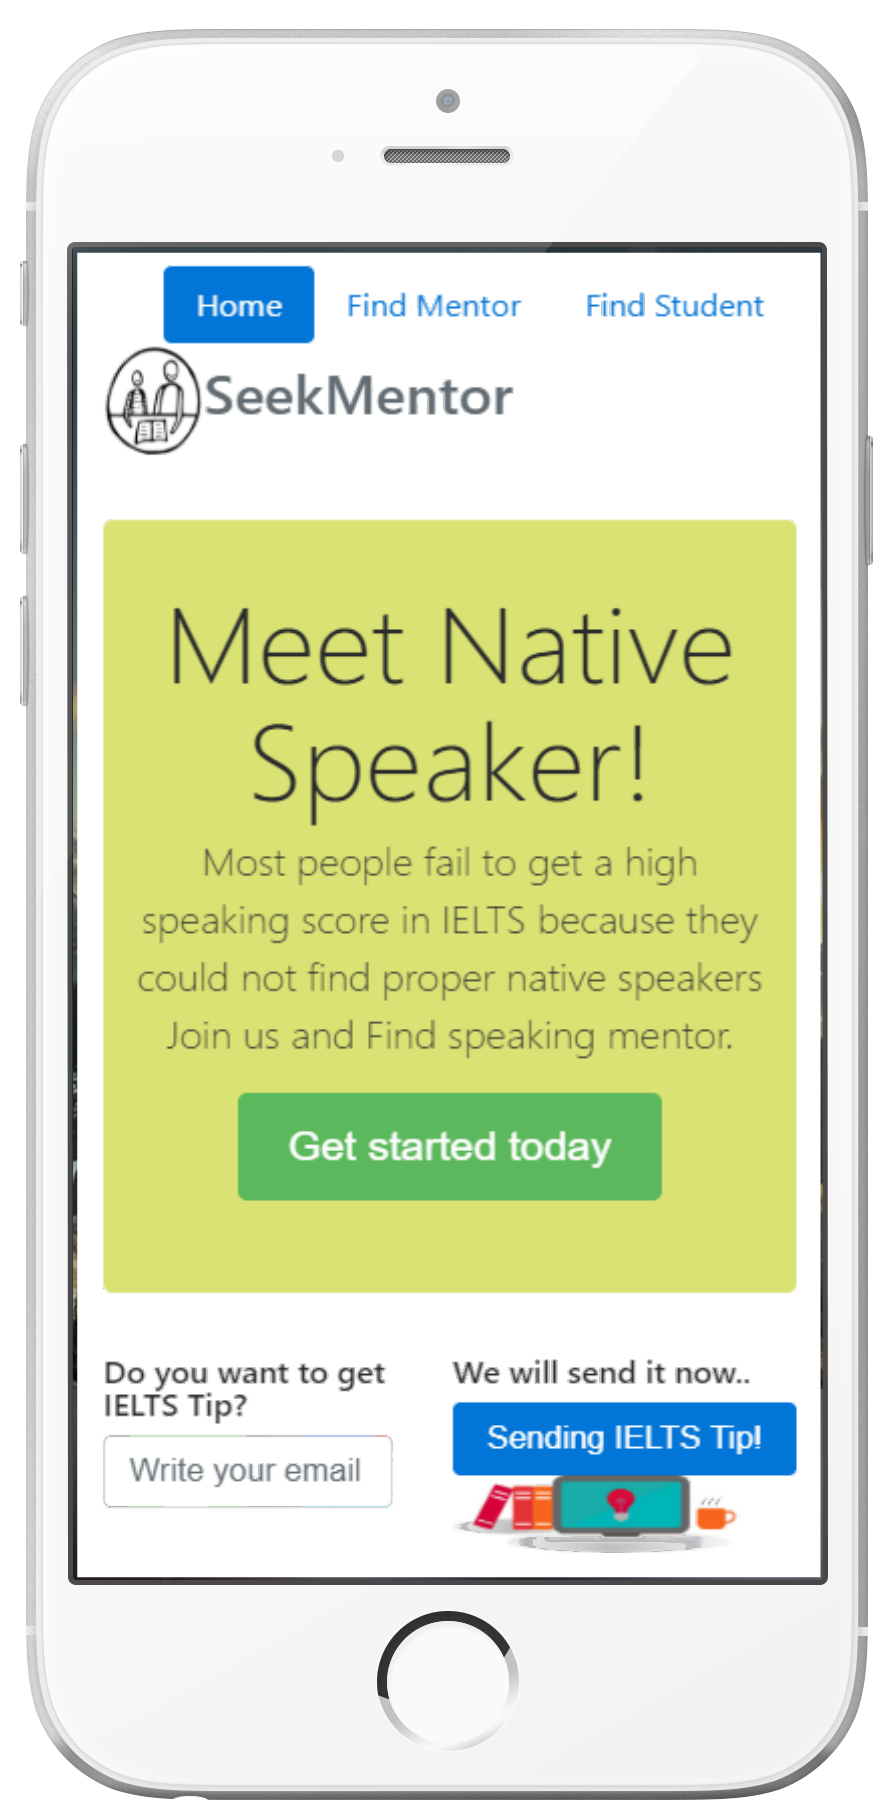 Home Find Mentor Find Student
SeekMentor
Meet Native
Speaker!
Most people fail to get a high
speaking score in IELTS because they
could not find proper native speakers
Join us and Find speaking mentor.
Get started today
Do you want to get
IELTS Tip?
Write your email
We will send it now..
Sending IELTS Tip!